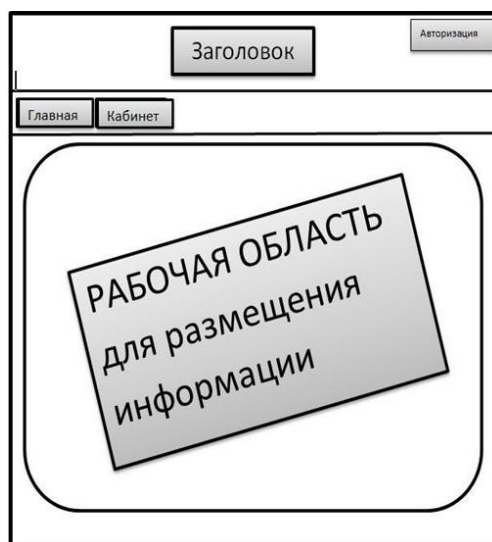 Заголовок
Авторизация
Главная
Кабинет
РАБОЧАЯ ОБЛАСТЬ
для размещения
информации